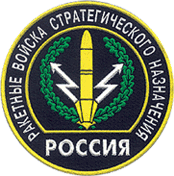 РАКЕТНЫЕ ВОЙСКА СТРАТЕГИЧЕСКОГО НАЗНАЧЕНИЯ
РОССИЯ